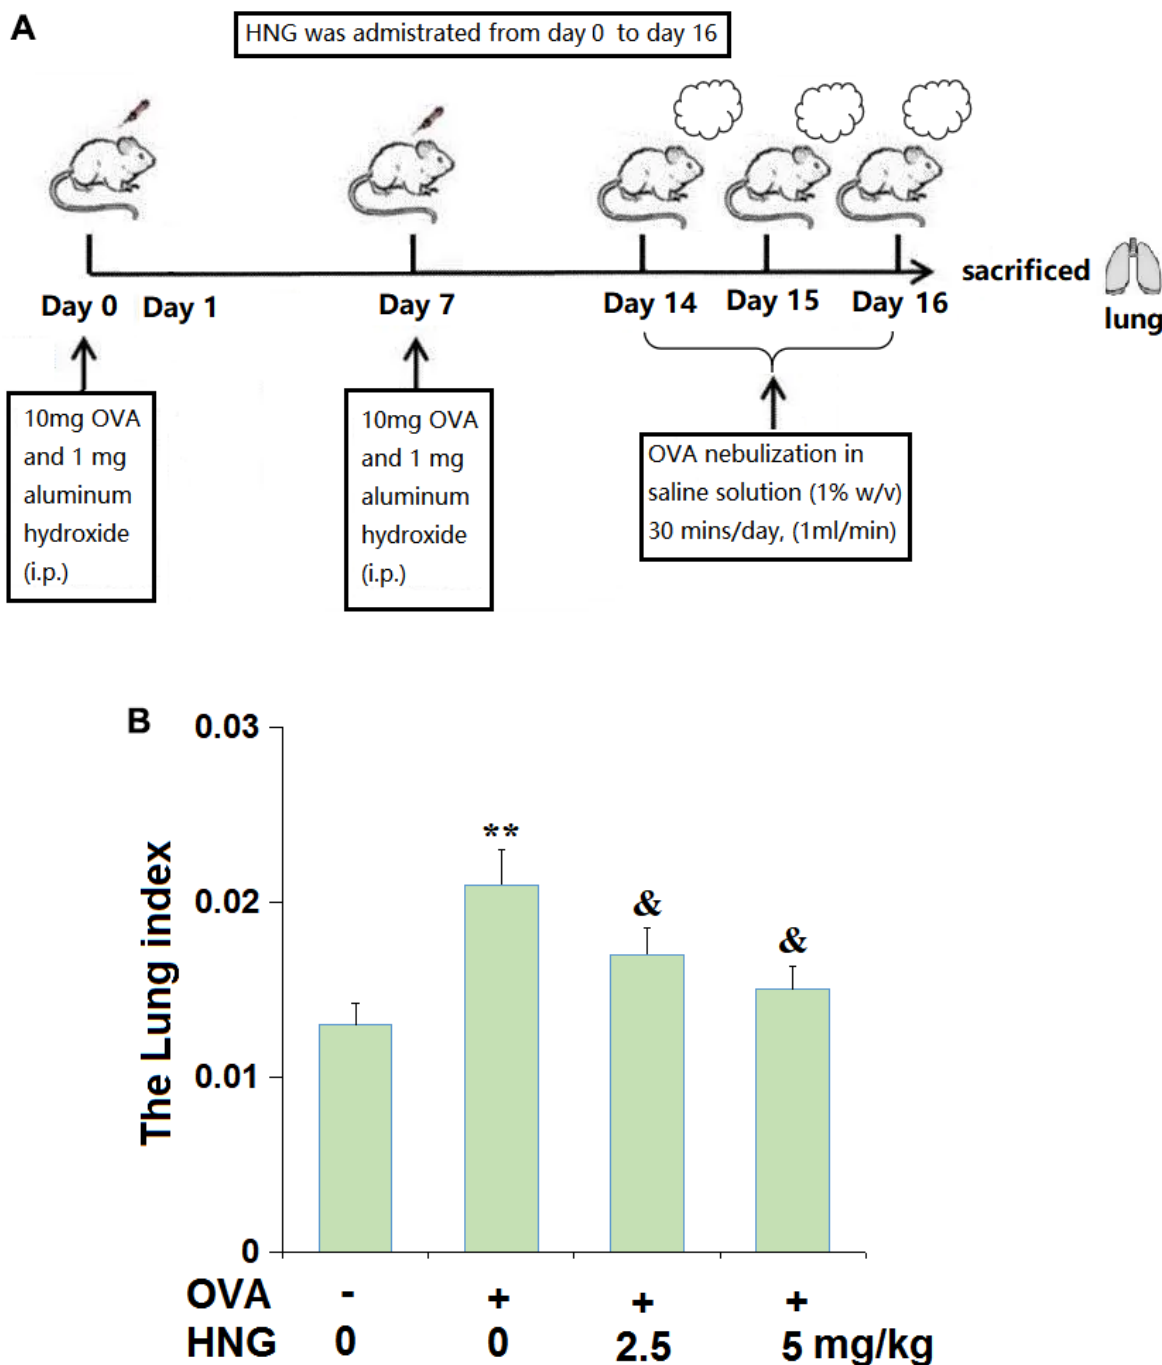 A
HNG was admistrated from day 0 to day 16
Day 0 Day 1 Day 7 Day 14 Day 15 Day 16
sacrificed
lung
10mg OVA
and 1 mg
aluminum
hydroxide
(i.p.)
10mg OVA
and 1 mg
aluminum
hydroxide
(i.p.)
OVA nebulization in
saline solution (1% w/v)
30 mins/day, (1ml/min)
B
The Lung index
0.03
0.02
0.01
0
**
&
&
OVA - + + +
HNG 0 0 2.5 5 mg/kg